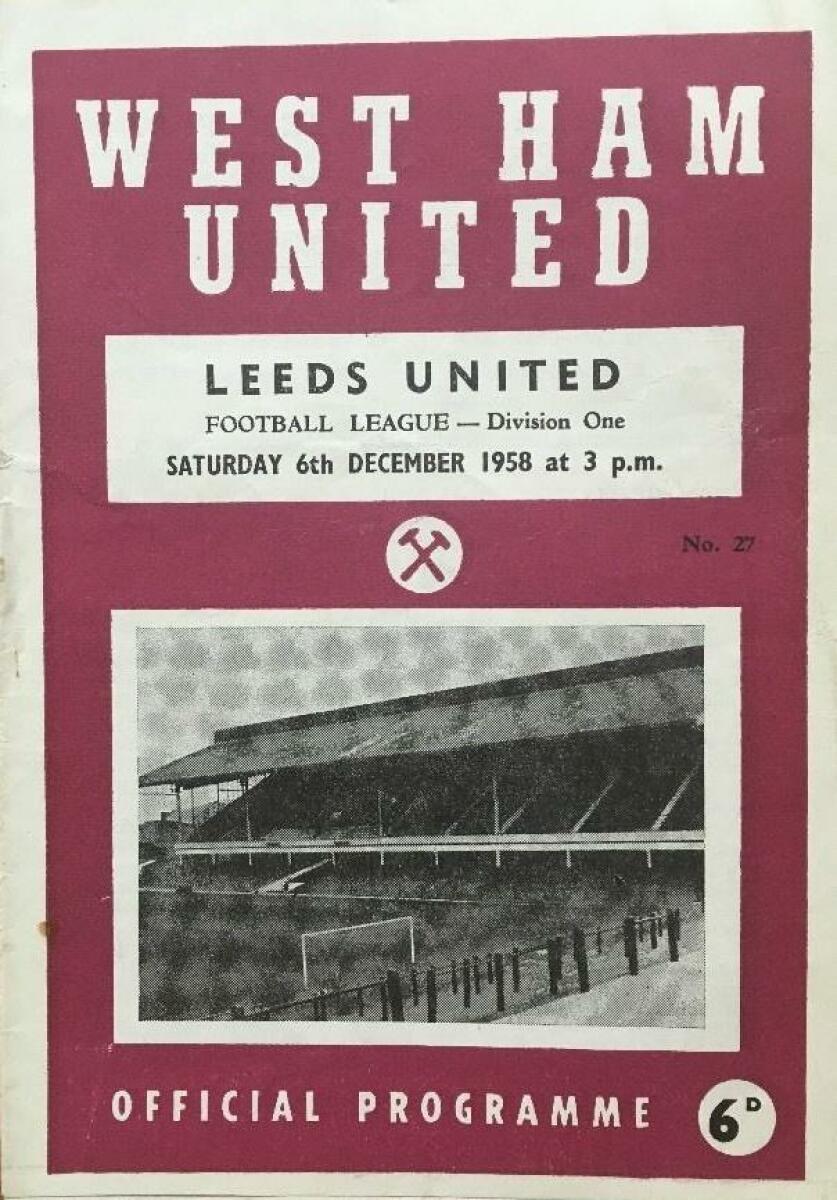 WEST HAM
UNITED
LEEDS UNITED
FOOTBALL LEAGUE — Division One
SATURDAY 6th DECEMBER 1958 at 3 p.m.
No. 27
OFFICIAL PROGRAMME
6D